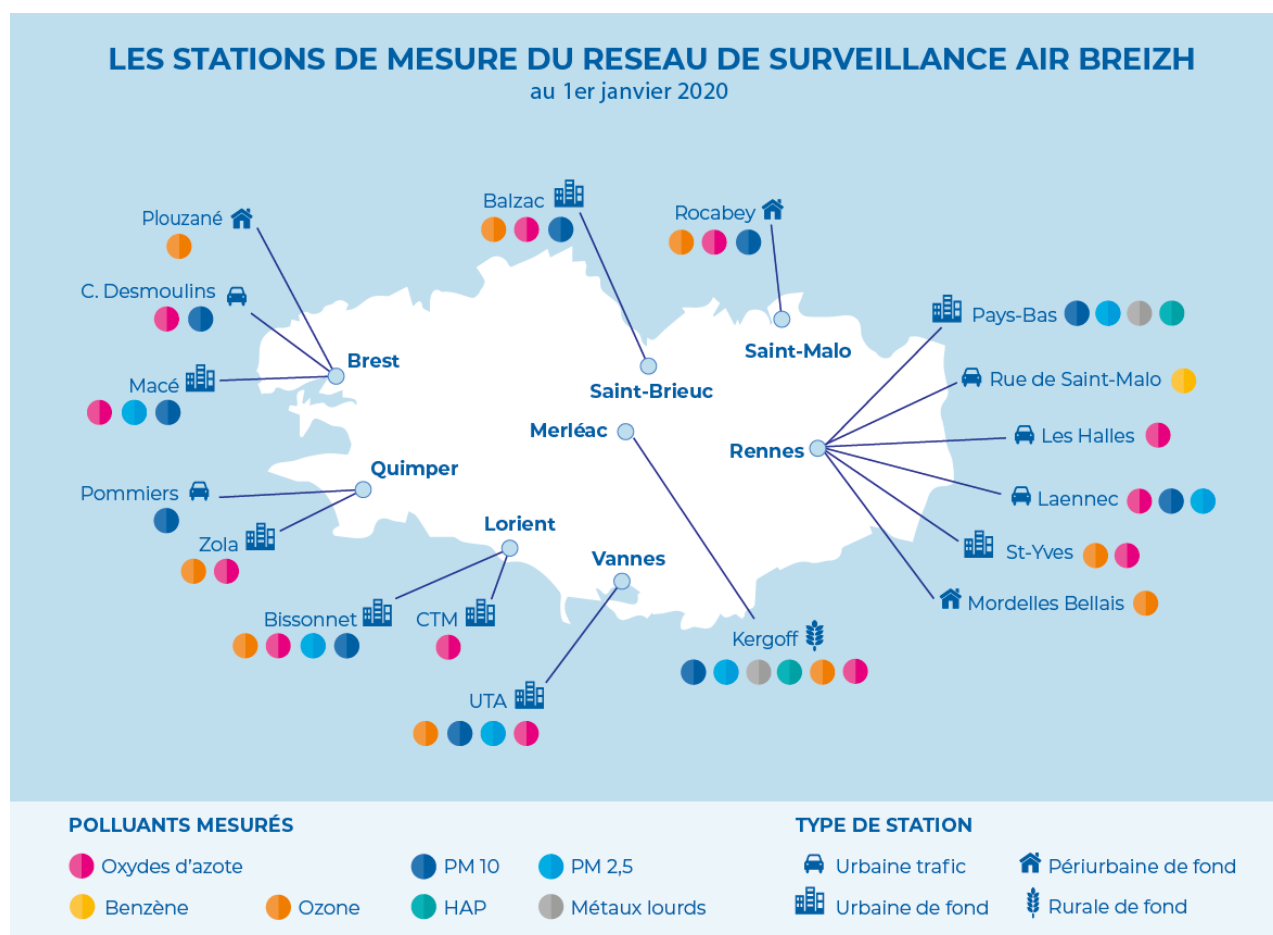 LES STATIONS DE MESURE DU RESEAU DE SURVEILLANCE AIR BREIZH
au 1er janvier 2020
Plouzané
C. Desmoulins
Macé
Brest
Balzac
Saint-Brieuc
Rocabey
Saint-Malo
Merléac
Pays-Bas
Rue de Saint-Malo
Les Halles
Rennes
Laennec
St-Yves
Mordelles Bellais
Quimper
Pommiers
Zola
Lorient
Bissonnet
CTM
Vannes
UTA
Kergoff
POLLUANTS MESURÉS
Oxydes d'azote
PM 10
PM 2,5
Benzène
Ozone
HAP
Métaux lourds
TYPE DE STATION
Urbaine trafic
Périurbaine de fond
Urbaine de fond
Rurale de fond